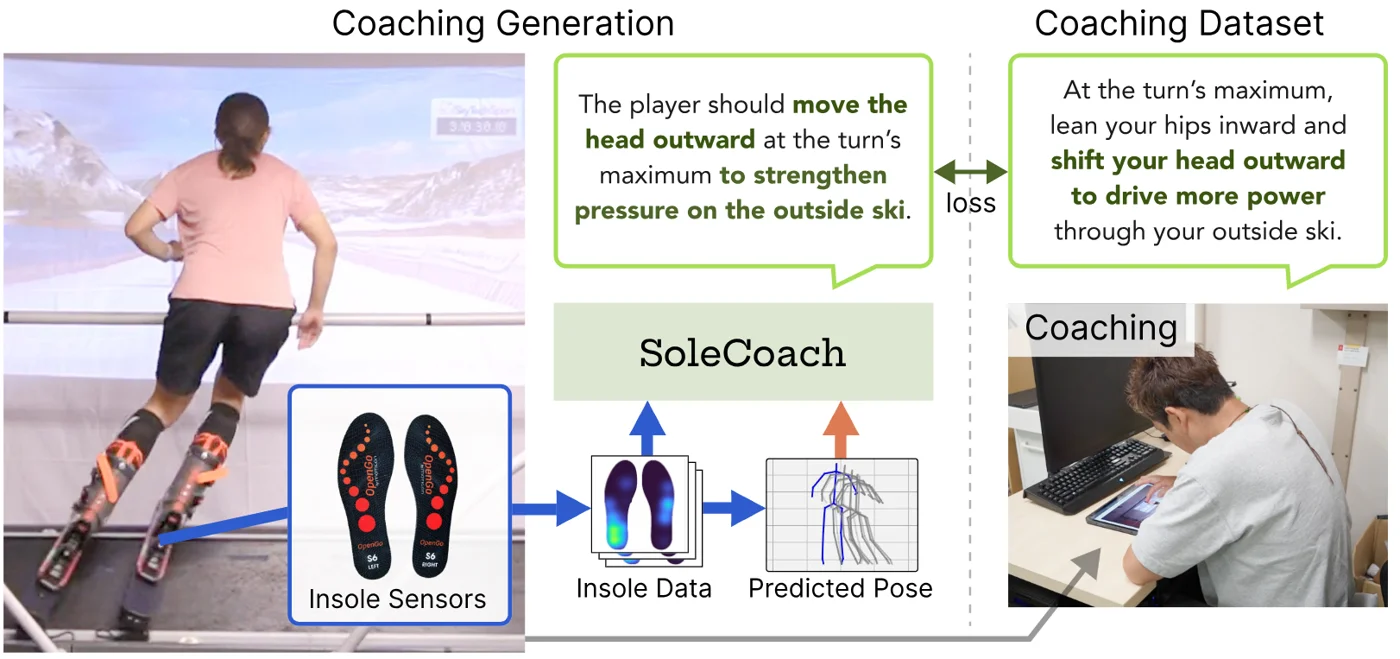 Coaching Generation
Coaching Dataset
The player should move the
head outward at the turn's
maximum to strengthen
pressure on the outside ski.
loss
At the turn's maximum,
lean your hips inward and
shift your head outward
to drive more power
through your outside ski.
SoleCoach
Coaching
OpenGo
OpenGo
OpenGo
S6
LEFT
OpenGo
S6
RIGHT
Insole Sensors
Insole Data
Predicted Pose